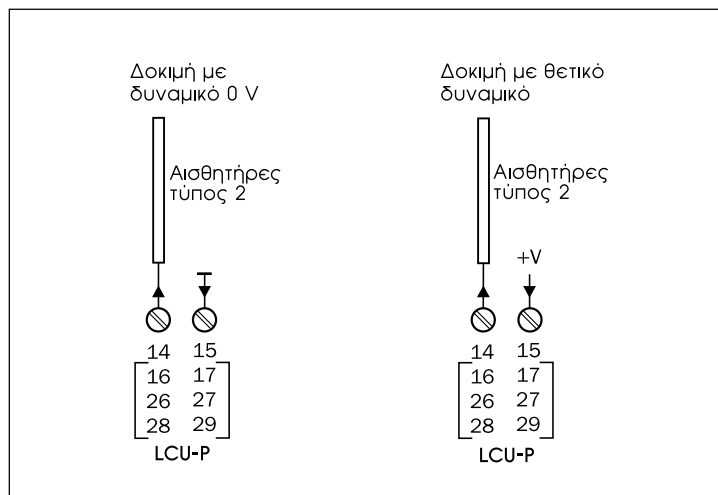 Δοκιμή με
δυναμικό 0 V
Αισθητήρες
τύπος 2
14 15
16 17
26 27
28 29
LCU-P
Δοκιμή με θετικό
δυναμικό
Αισθητήρες
τύπος 2
+V
14 15
16 17
26 27
28 29
LCU-P